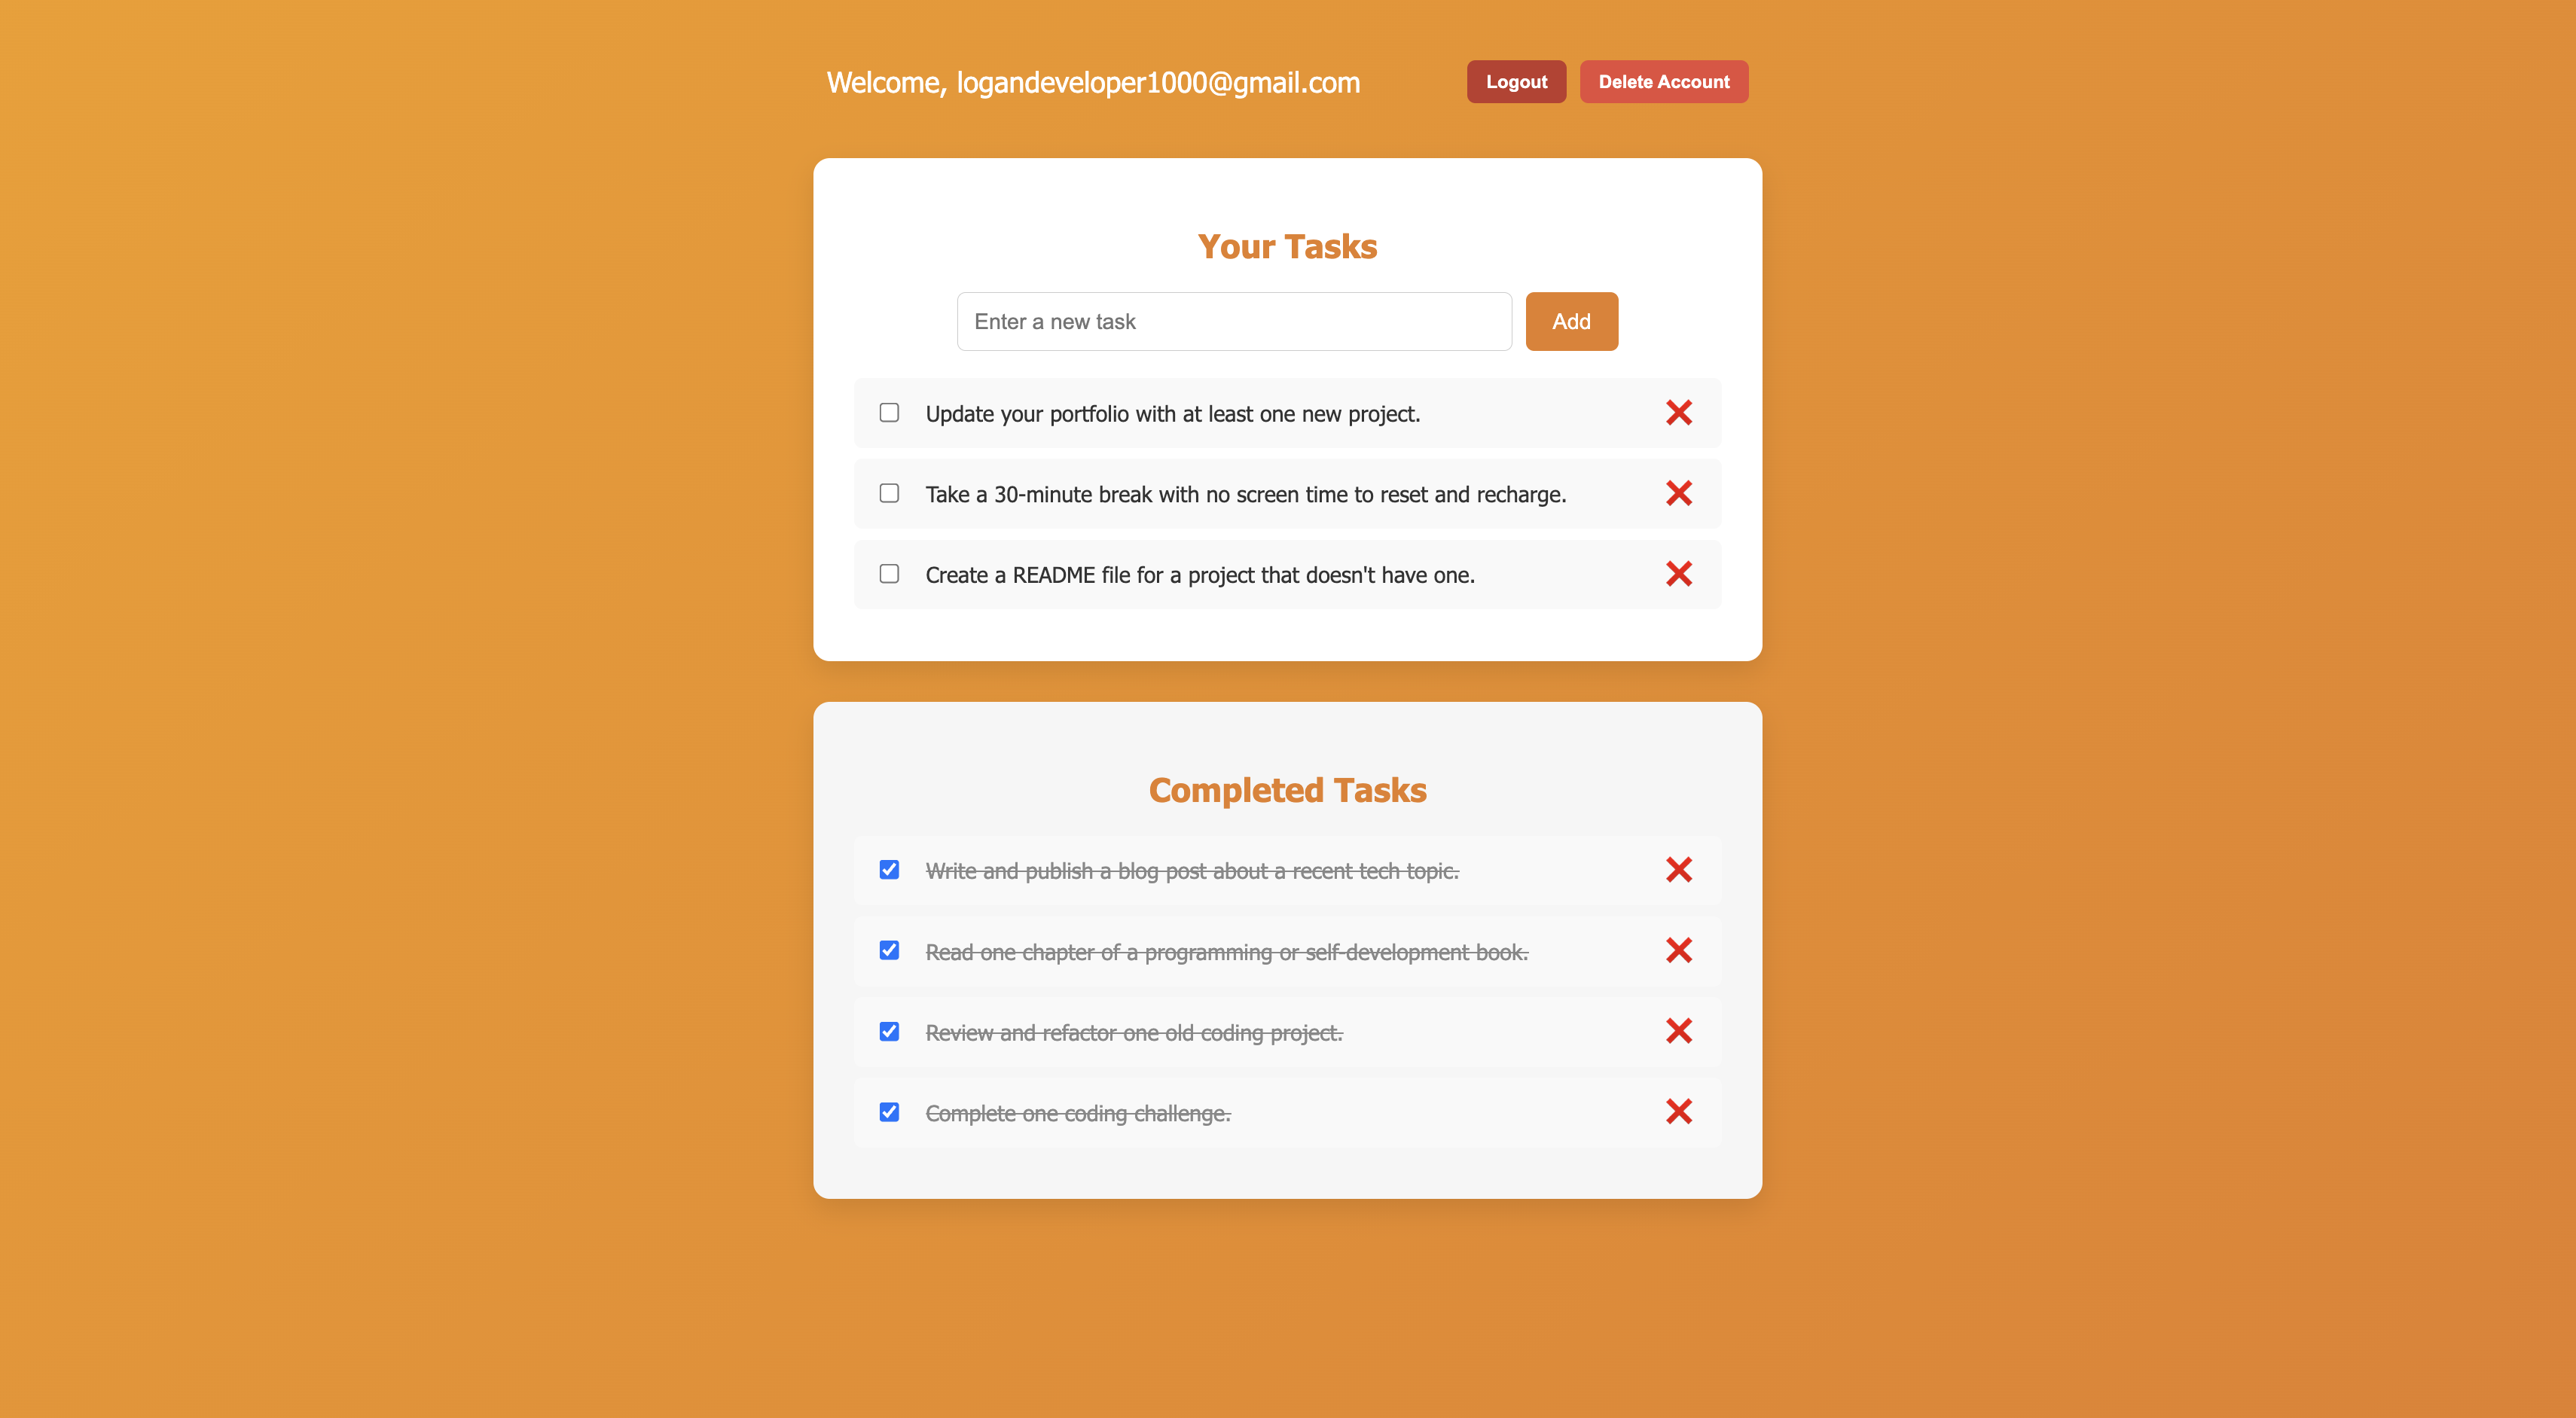 Welcome, logandeveloper1000@gmail.com
Logout
Delete Account
Your Tasks
Enter a new task
Add
Update your portfolio with at least one new project.
Take a 30-minute break with no screen time to reset and recharge.
Create a README file for a project that doesn't have one.
Completed Tasks
Write and publish a blog post about a recent tech topic.
Read one chapter of a programming or self-development book.
Review and refactor one old coding project.
Complete one coding challenge.